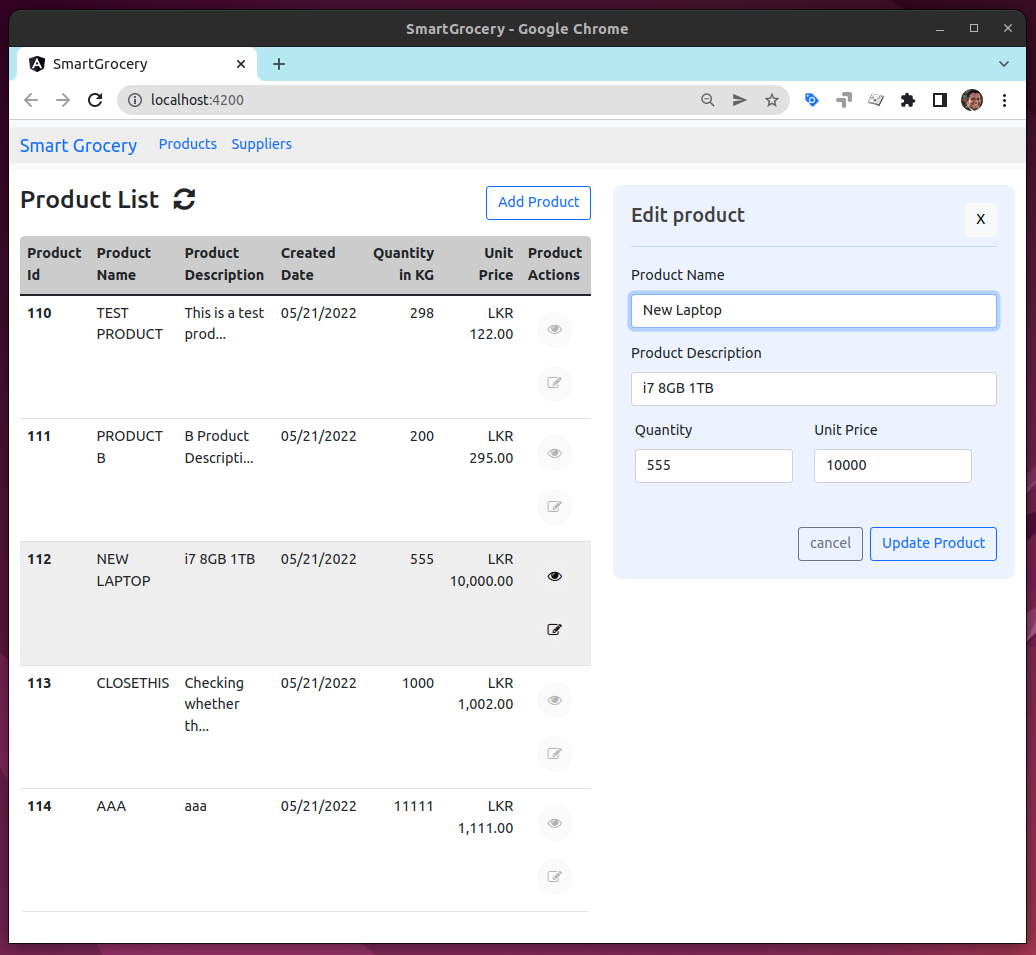 SmartGrocery - Google Chrome
SmartGrocery
localhost:4200
Smart Grocery Products Suppliers
Product List
Add Product
Product Id Product Name Product Description Created Date Quantity in KG Unit Price Product Actions
110 TEST PRODUCT This is a test prod... 05/21/2022 298 LKR 122.00
111 PRODUCT B B Product Descripti... 05/21/2022 200 LKR 295.00
112 NEW LAPTOP i7 8GB 1TB 05/21/2022 555 LKR 10,000.00
113 CLOSETHIS Checking whether th... 05/21/2022 1000 LKR 1,002.00
114 AAA aaa 05/21/2022 11111 LKR 1,111.00
Edit product
X
Product Name
New Laptop
Product Description
i7 8GB 1TB
Quantity Unit Price
555 10000
cancel Update Product